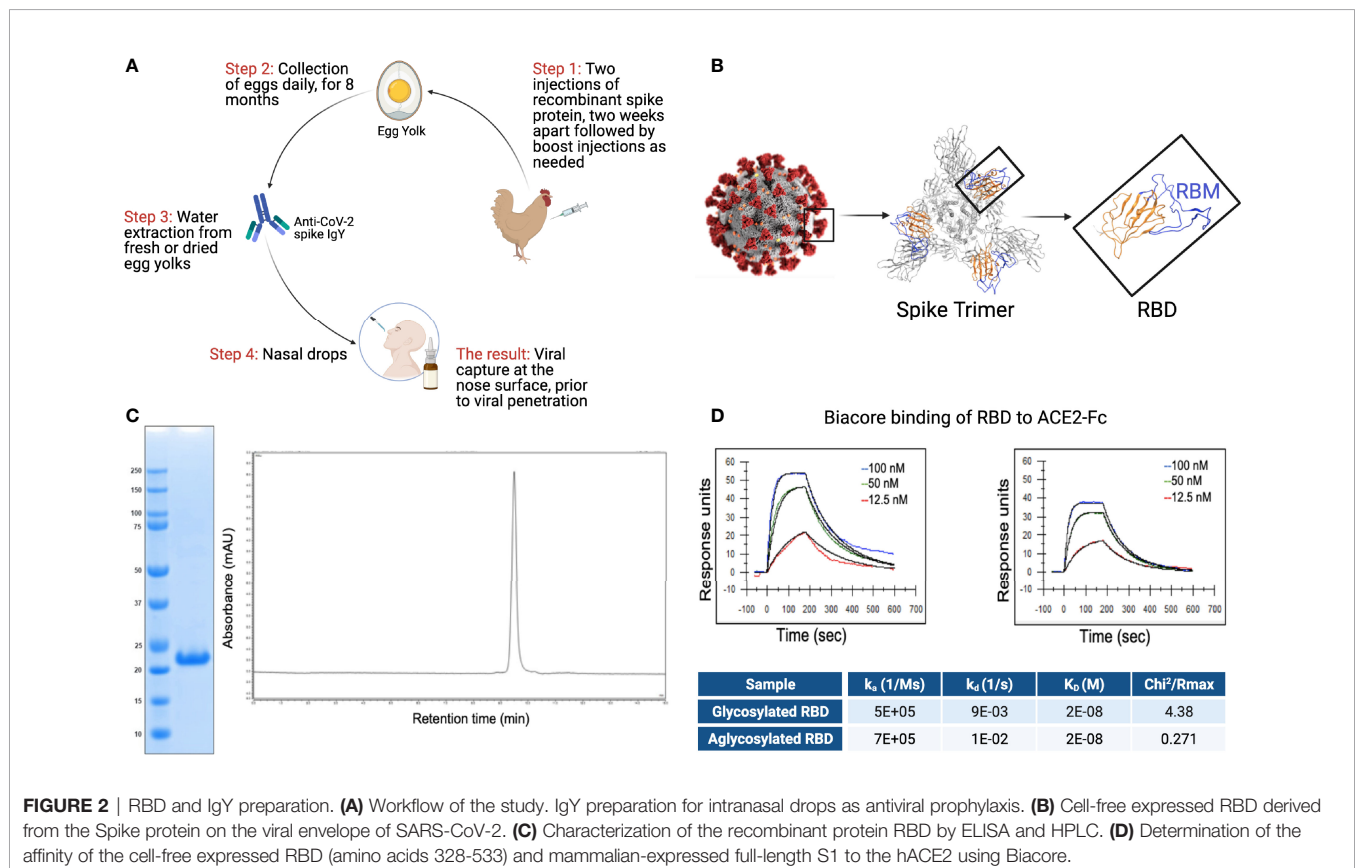 A
Step 2: Collection
of eggs daily, for 8
months
Egg Yolk
Step 1: Two
injections of
recombinant spike
protein, two weeks
apart followed by
boost injections as
needed
Step 3: Water
extraction from
fresh or dried
egg yolks
Anti-CoV-2
spike IgY
Step 4: Nasal drops
The result: Viral
capture at the
nose surface, prior
to viral penetration
B
RBM
Spike Trimer
RBD
C
250
150
100
75
50
37
25
20
15
10
Absorbance (mAU)
Retention time (min)
D
Biacore binding of RBD to ACE2-Fc
Response units
60
50
40
30
20
10
0
-10
-100 0 100 200 300 400 500 600 700
Time (sec)
100 nM
50 nM
12.5 nM
Response units
60
50
40
30
20
10
0
-10
-100 0 100 200 300 400 500 600 700
Time (sec)
100 nM
50 nM
12.5 nM
Sample kₐ (1/Ms) k_d (1/s) K_D (M) Chi²/Rmax
Glycosylated RBD 5E+05 9E-03 2E-08 4.38
Aglycosylated RBD 7E+05 1E-02 2E-08 0.271
FIGURE 2 | RBD and IgY preparation. (A) Workflow of the study. IgY preparation for intranasal drops as antiviral prophylaxis. (B) Cell-free expressed RBD derived
from the Spike protein on the viral envelope of SARS-CoV-2. (C) Characterization of the recombinant protein RBD by ELISA and HPLC. (D) Determination of the
affinity of the cell-free expressed RBD (amino acids 328-533) and mammalian-expressed full-length S1 to the hACE2 using Biacore.